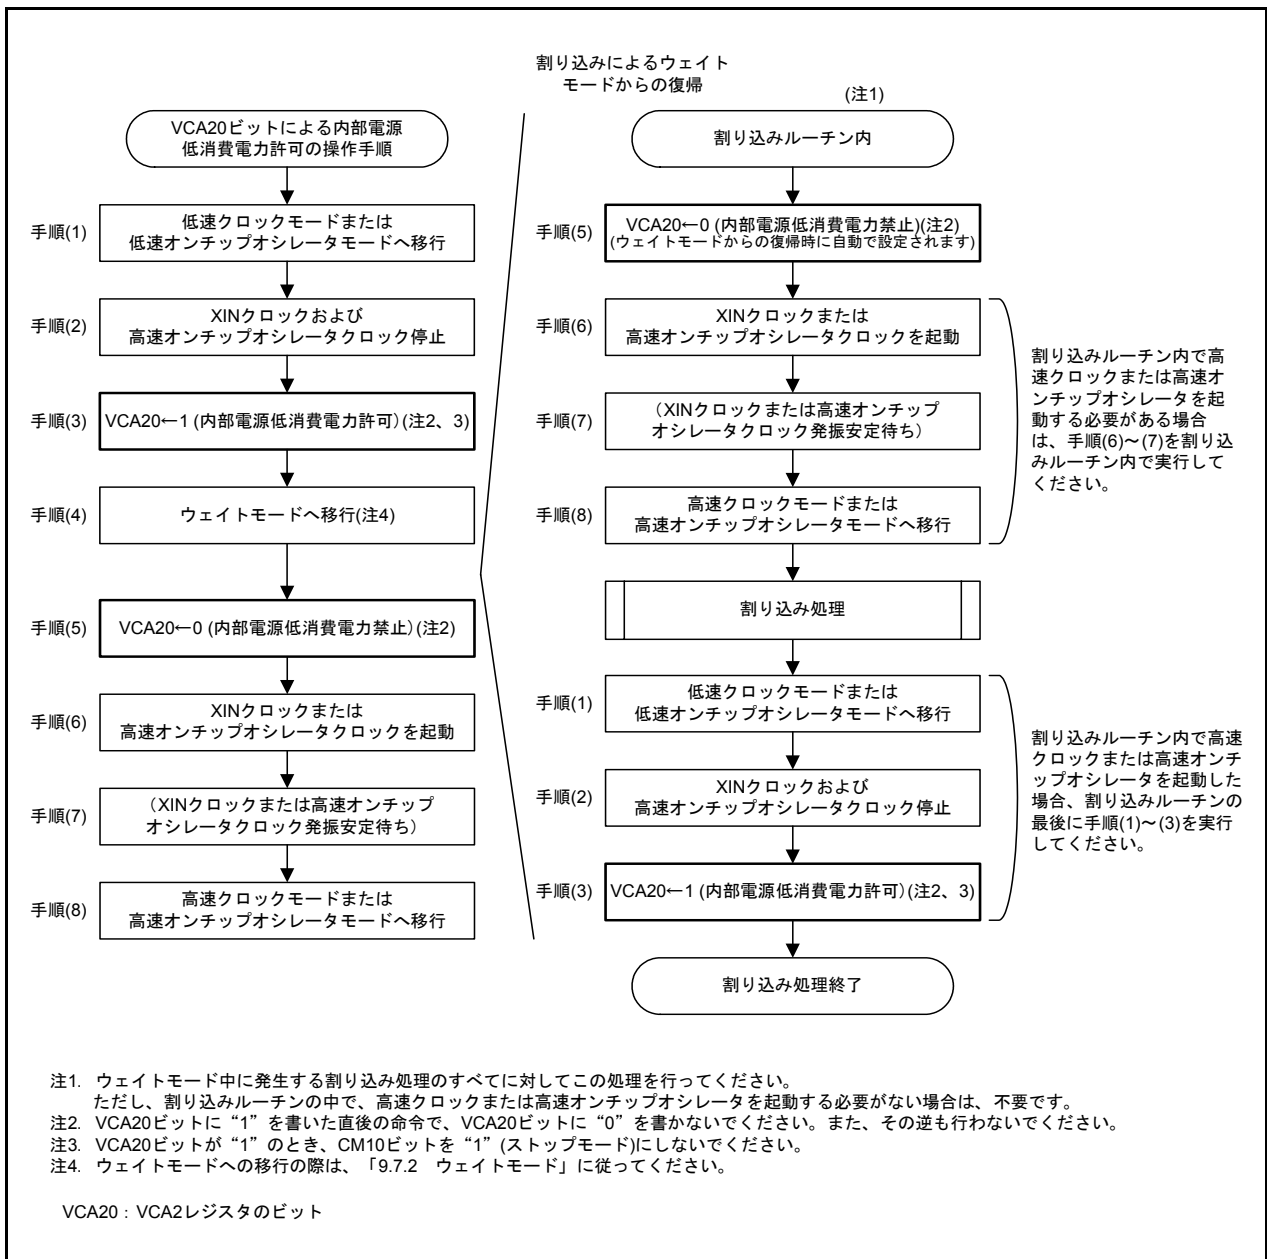 割り込みによるウェイト
モードからの復帰
VCA20ビットによる内部電源
低消費電力許可の操作手順
手順(1)
低速クロックモードまたは
低速オンチップオシレータモードへ移行
手順(2)
XINクロックおよび
高速オンチップオシレータクロック停止
手順(3)
VCA20←1 (内部電源低消費電力許可)(注2、3)
手順(4)
ウェイトモードへ移行(注4)
手順(5)
VCA20←0 (内部電源低消費電力禁止)(注2)
手順(6)
XINクロックまたは
高速オンチップオシレータクロックを起動
手順(7)
（XINクロックまたは高速オンチップ
オシレータクロック発振安定待ち）
手順(8)
高速クロックモードまたは
高速オンチップオシレータモードへ移行
(注1)
割り込みルーチン内
手順(5)
VCA20←0 (内部電源低消費電力禁止)(注2)
(ウェイトモードからの復帰時に自動で設定されます)
手順(6)
XINクロックまたは
高速オンチップオシレータクロックを起動
手順(7)
（XINクロックまたは高速オンチップ
オシレータクロック発振安定待ち）
手順(8)
高速クロックモードまたは
高速オンチップオシレータモードへ移行
割り込みルーチン内で高
速クロックまたは高速オ
ンチップオシレータを起
動する必要がある場合
は、手順(6)～(7)を割り込
みルーチン内で実行して
ください。
割り込み処理
手順(1)
低速クロックモードまたは
低速オンチップオシレータモードへ移行
手順(2)
XINクロックおよび
高速オンチップオシレータクロック停止
手順(3)
VCA20←1 (内部電源低消費電力許可)(注2、3)
割り込みルーチン内で高速
クロックまたは高速オンチ
ップオシレータを起動した
場合、割り込みルーチンの
最後に手順(1)～(3)を実行
してください。
割り込み処理終了
注1. ウェイトモード中に発生する割り込み処理のすべてに対してこの処理を行ってください。
ただし、割り込みルーチンの中で、高速クロックまたは高速オンチップオシレータを起動する必要がない場合は、不要です。
注2. VCA20ビットに“1”を書いた直後の命令で、VCA20ビットに“0”を書かないでください。また、その逆も行わないでください。
注3. VCA20ビットが“1”のとき、CM10ビットを“1”(ストップモード)にしないでください。
注4. ウェイトモードへの移行の際は、「9.7.2　ウェイトモード」に従ってください。
VCA20：VCA2レジスタのビット